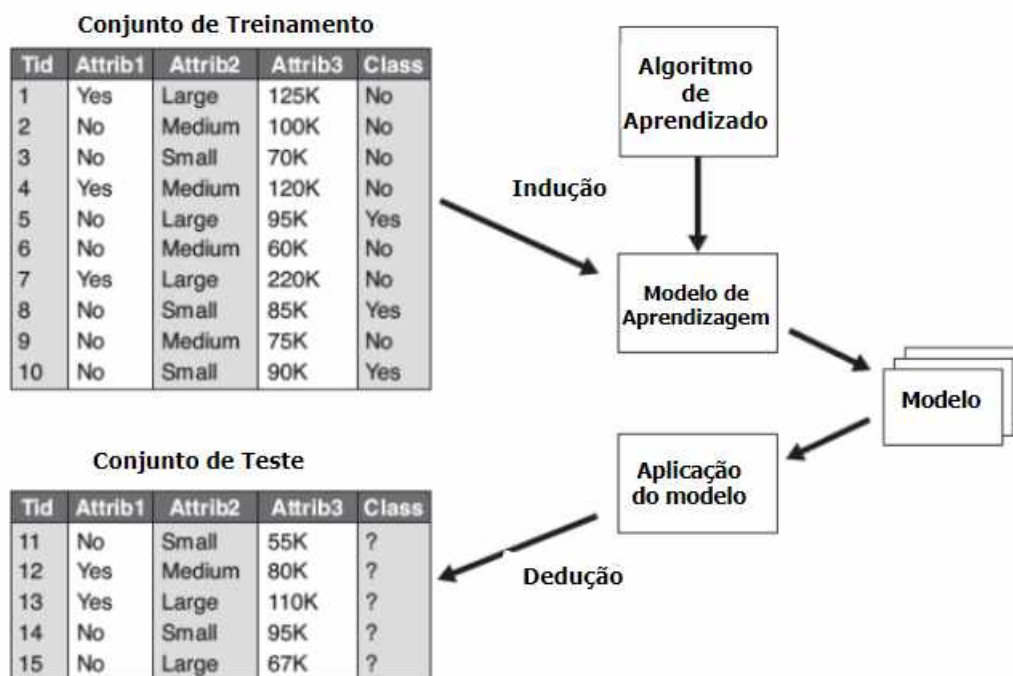 Conjunto de Treinamento
Tid Attrib1 Attrib2 Attrib3 Class
1 Yes Large 125K No
2 No Medium 100K No
3 No Small 70K No
4 Yes Medium 120K No
5 No Large 95K Yes
6 No Medium 60K No
7 Yes Large 220K No
8 No Small 85K Yes
9 No Medium 75K No
10 No Small 90K Yes
Algoritmo
de
Aprendizado
Indução
Modelo de
Aprendizagem
Modelo
Aplicação
do modelo
Dedução
Conjunto de Teste
Tid Attrib1 Attrib2 Attrib3 Class
11 No Small 55K ?
12 Yes Medium 80K ?
13 Yes Large 110K ?
14 No Small 95K ?
15 No Large 67K ?